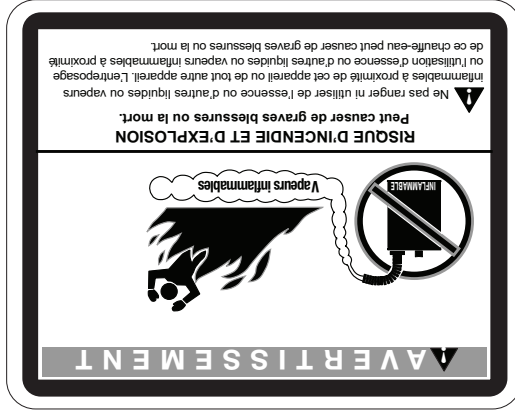 AVERTISSEMENT
INFLAMMABLE
Vapeurs inflammables
RISQUE D'INCENDIE ET D'EXPLOSION
Peut causer de graves blessures ou la mort.
Ne pas ranger ni utiliser de l'essence ou d'autres liquides ou vapeurs
inflammables à proximité de cet appareil ou de tout autre appareil. L'entreposage
ou l'utilisation d'essence ou d'autres liquides ou vapeurs inflammables à proximité
de ce chauffe-eau peut causer de graves blessures ou la mort.